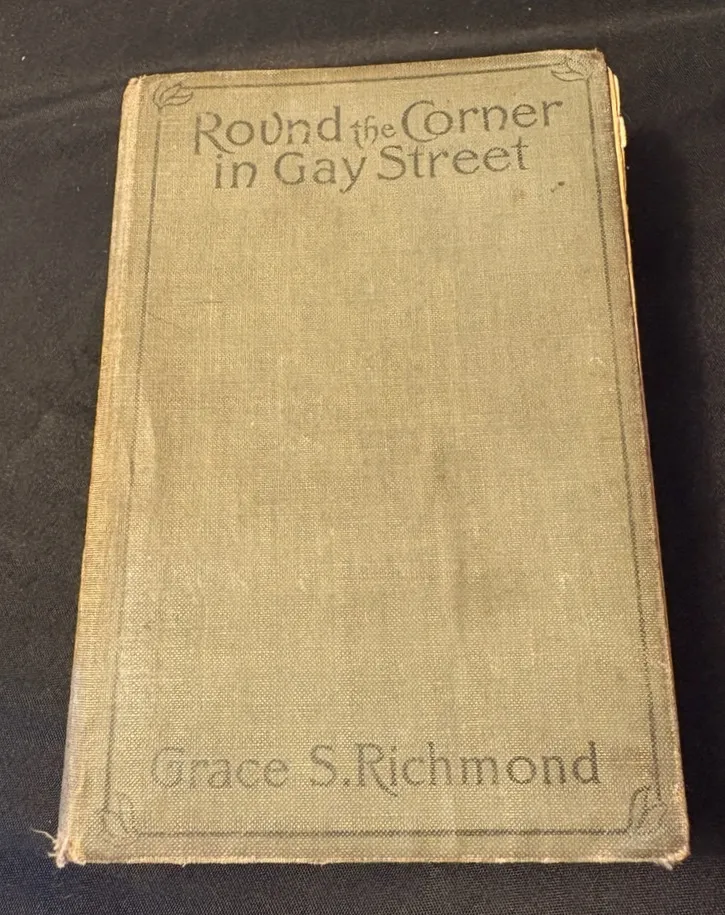 Round the Corner
in Gay Street
Grace S. Richmond